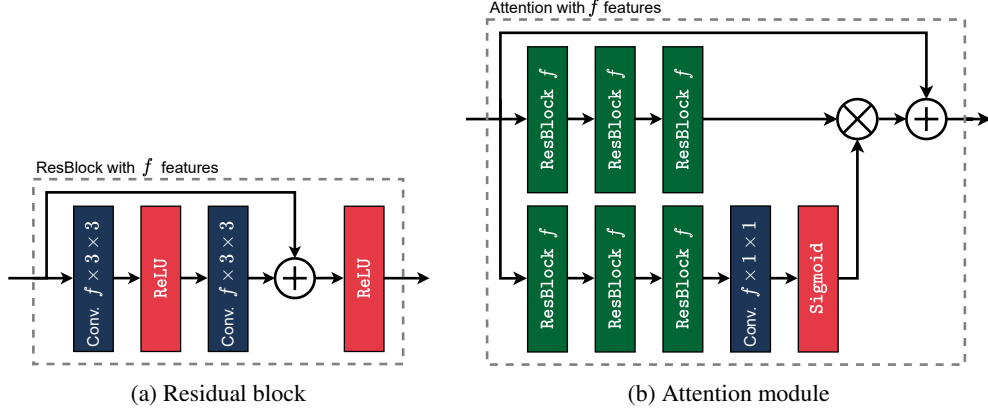 Attention with f features
ResBlock f
ResBlock f
ResBlock f
ResBlock f
ResBlock f
ResBlock f
Conv. f × 1 × 1
Sigmoid
ResBlock with f features
Conv. f × 3 × 3
ReLU
Conv. f × 3 × 3
ReLU
(a) Residual block
(b) Attention module